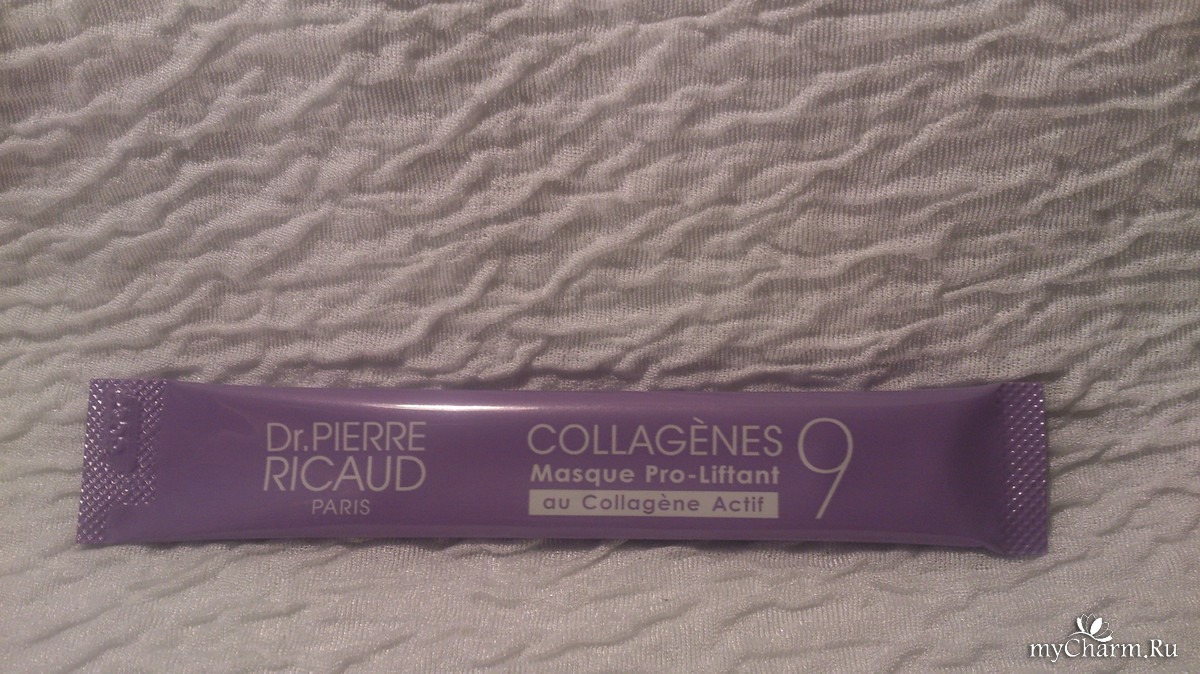 Dr.PIERRE
RICAUD
PARIS
COLLAGÈNES 9
Masque Pro-Liftant
au Collagène Actif
myCharm.Ru